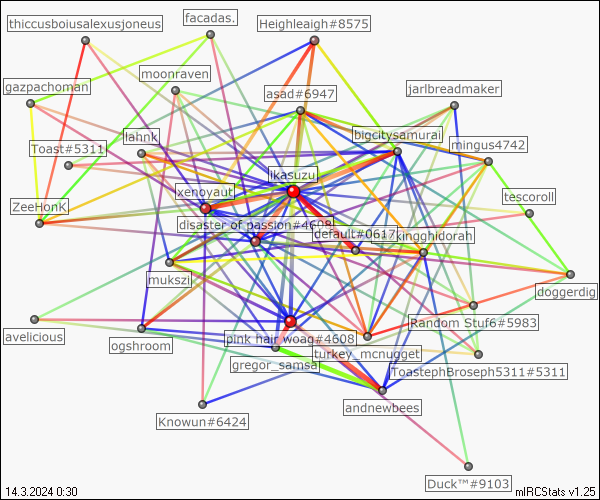 thiccusboiusalexusjoneus
facadas.
Heighleigh#8575
moonraven
gazpachoman
asad#6947
jarlbreadmaker
bigcitysamurai
lahnk
Toast#5311
mingus4742
ikasuzu
xenoyaut
tescoroll
ZeeHonK
disaster of passion#4608
default#0617
kingghidorah
mukszi
doggerdig
avelicious
ogshroom
pink hair woag#4608
Random Stuf6#5983
turkey_mcnugget
gregor_samsa
ToastephBroseph5311#5311
andnewbees
Knowun#6424
Duck™#9103
14.3.2024 0:30
mIRCStats v1.25